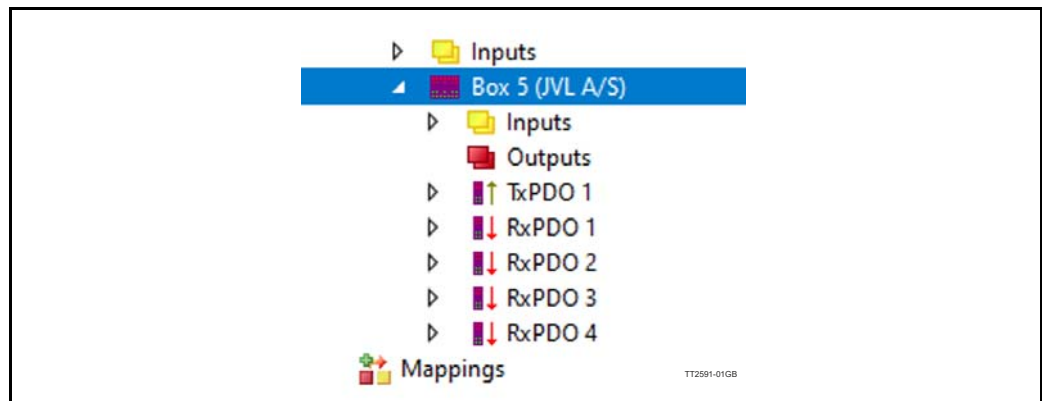 Inputs
Box 5 (JVL A/S)
Inputs
Outputs
TxPDO 1
RxPDO 1
RxPDO 2
RxPDO 3
RxPDO 4
Mappings
TT2591-01GB